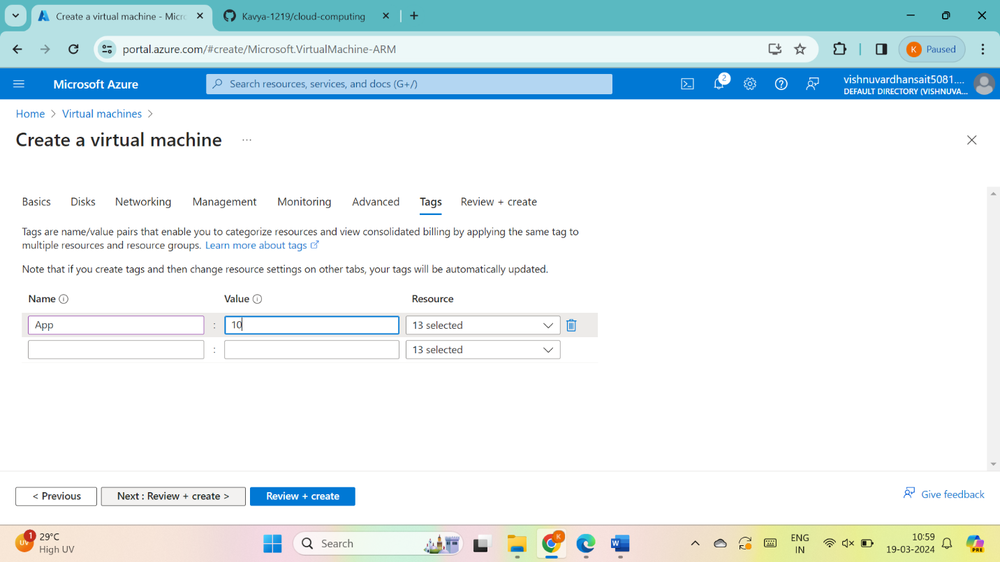 Create a virtual machine - Micro
Kavya-1219/cloud-computing
portal.azure.com/#create/Microsoft.VirtualMachine-ARM
K Paused
Microsoft Azure
Search resources, services, and docs (G+/)
2
vishnuvardhansait5081....
DEFAULT DIRECTORY (VISHNUVA...
Home > Virtual machines >
Create a virtual machine ...
Basics Disks Networking Management Monitoring Advanced Tags Review + create
Tags are name/value pairs that enable you to categorize resources and view consolidated billing by applying the same tag to
multiple resources and resource groups. Learn more about tags
Note that if you create tags and then change resource settings on other tabs, your tags will be automatically updated.
Name Value Resource
App : 10 13 selected
: 13 selected
< Previous Next : Review + create > Review + create
Give feedback
UV 1
29°C
High UV
Search
K
W
ENG
IN
10:59
19-03-2024
PRE